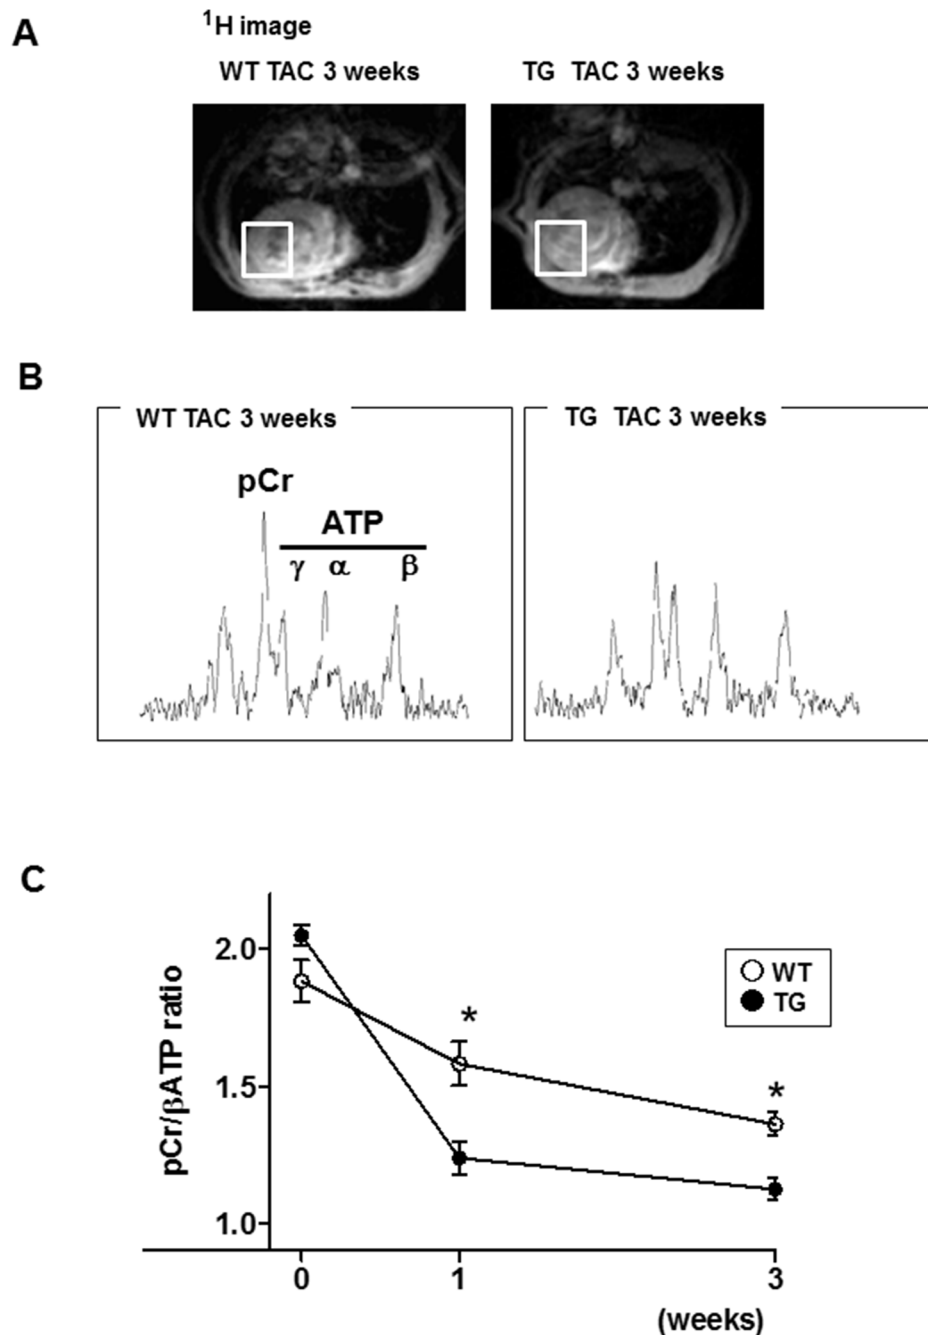 A
¹H image
WT TAC 3 weeks
TG TAC 3 weeks
B
WT TAC 3 weeks
TG TAC 3 weeks
pCr
ATP
γ α β
C
pCr/βATP ratio
2.0
1.5
1.0
*
*
WT
TG
0 1 3
(weeks)